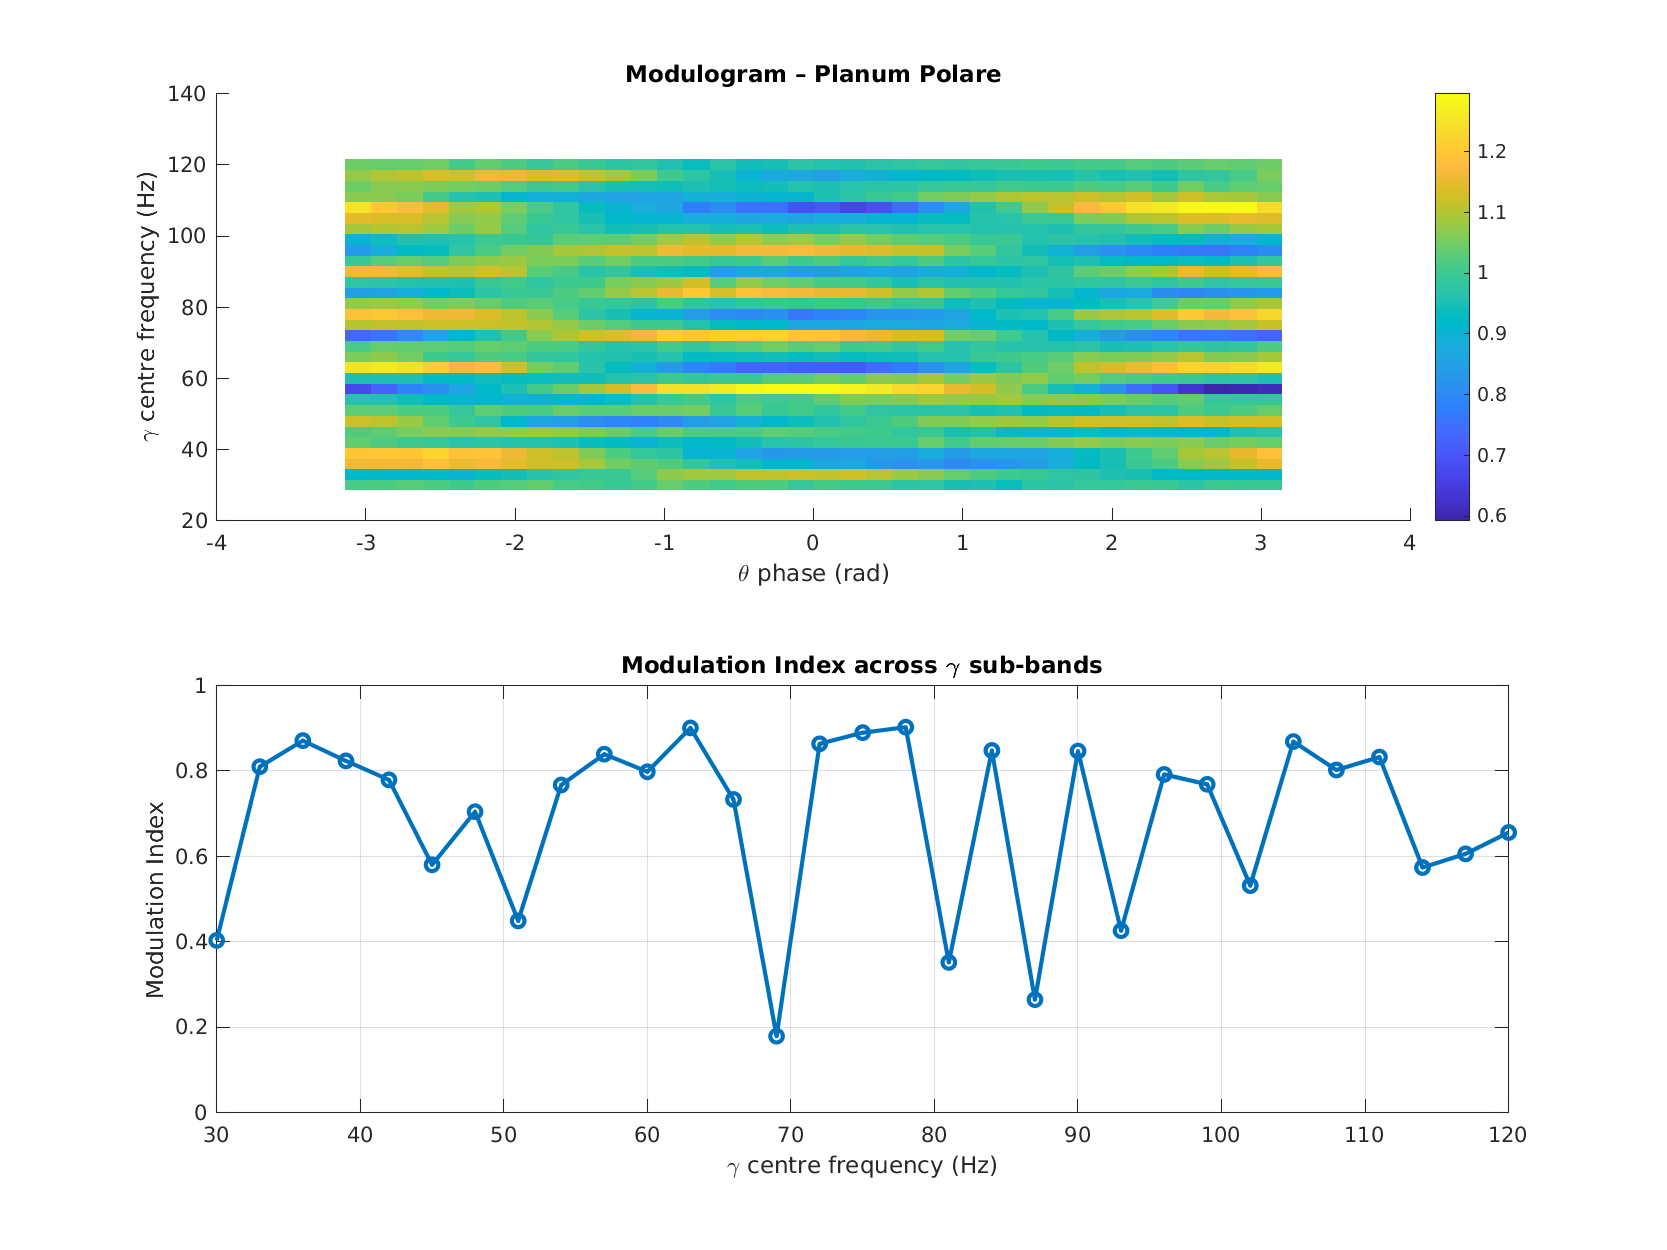 Modulogram – Planum Polare
140
120
100
80
60
40
20
γ centre frequency (Hz)
-4 -3 -2 -1 0 1 2 3 4
θ phase (rad)
1.2
1.1
1
0.9
0.8
0.7
0.6
Modulation Index across γ sub-bands
1
0.8
0.6
0.4
0.2
0
Modulation Index
30 40 50 60 70 80 90 100 110 120
γ centre frequency (Hz)